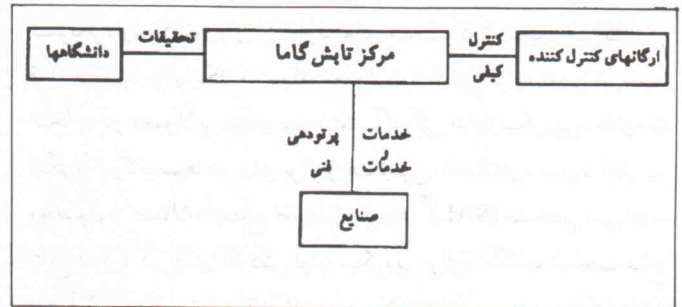 ارگانهای کنترل کننده
کنترل
کیفی
مرکز تابش گاما
تحقیقات
دانشگاهها
خدمات پرتودهی
و
خدمات فنی
صنایع